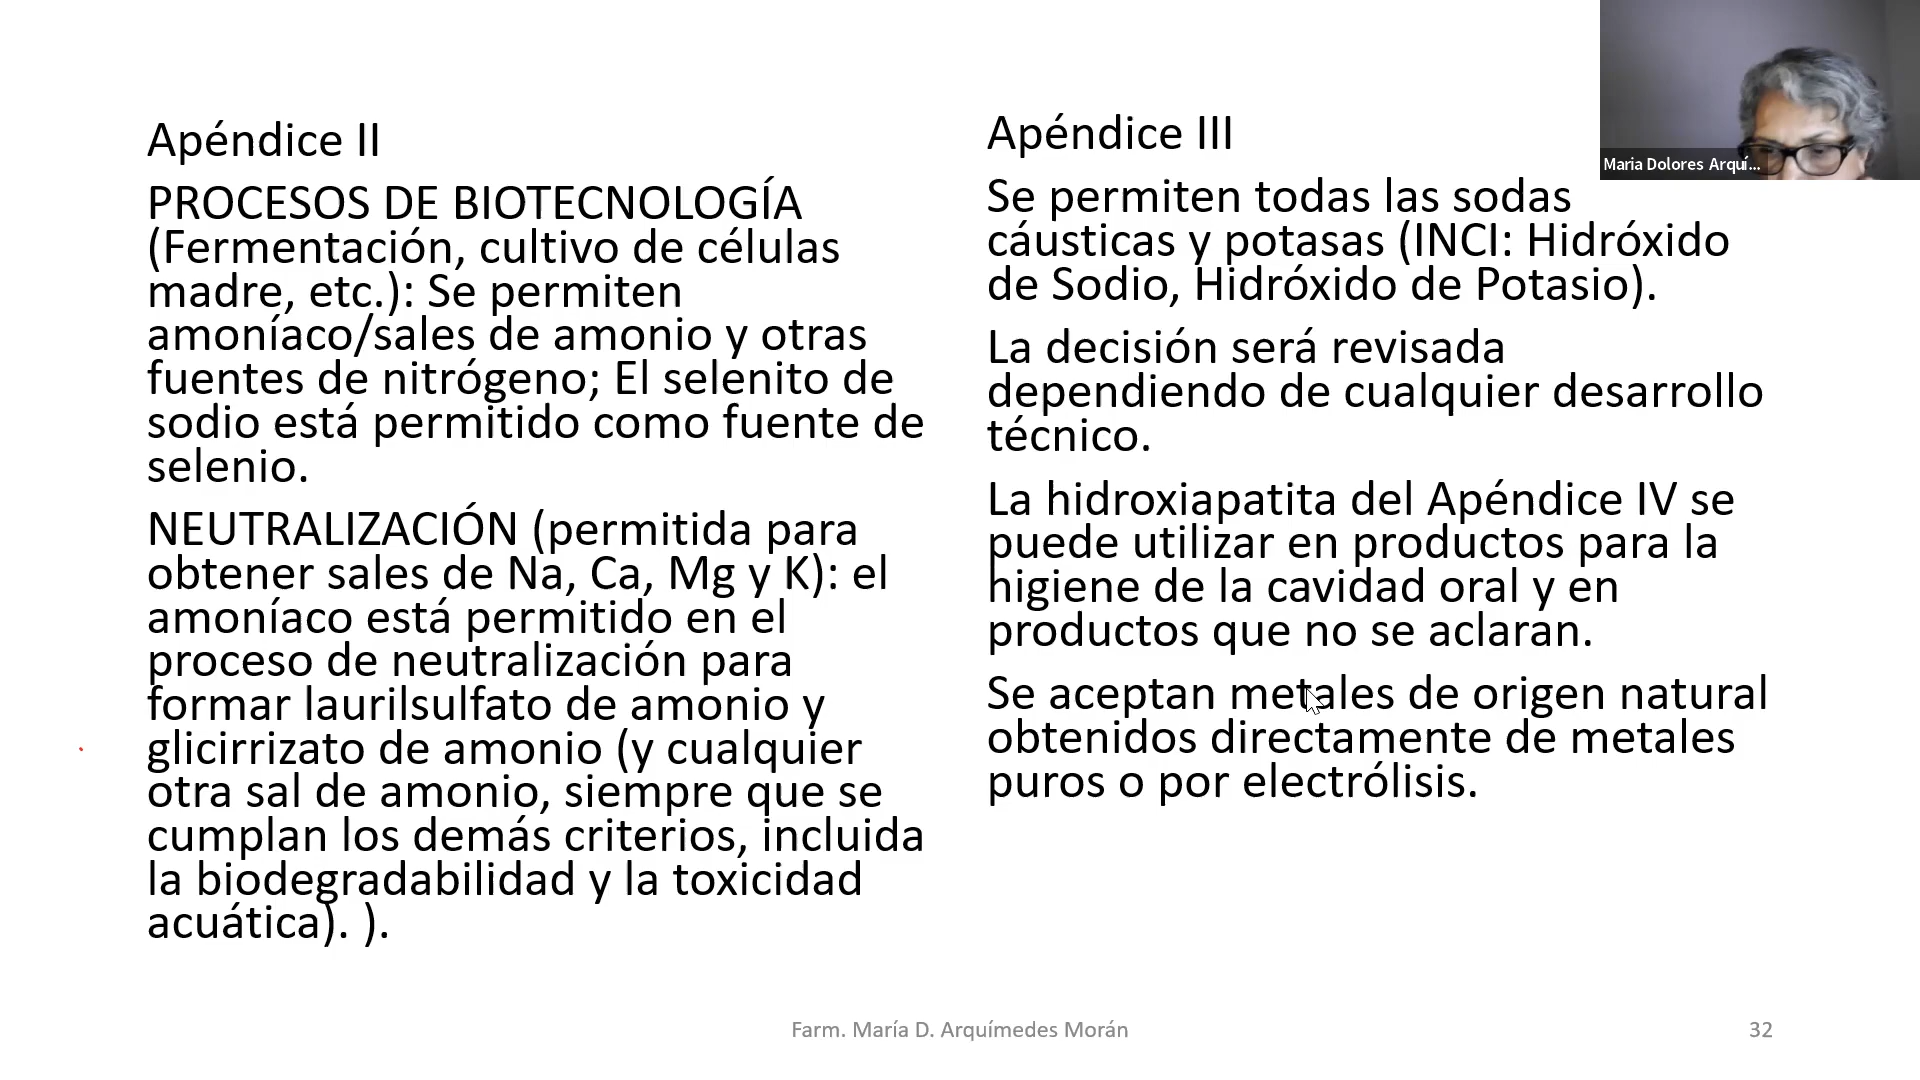 Apéndice II
PROCESOS DE BIOTECNOLOGÍA
(Fermentación, cultivo de células
madre, etc.): Se permiten
amoníaco/sales de amonio y otras
fuentes de nitrógeno; El selenito de
sodio está permitido como fuente de
selenio.
NEUTRALIZACIÓN (permitida para
obtener sales de Na, Ca, Mg y K): el
amoníaco está permitido en el
proceso de neutralización para
formar laurilsulfato de amonio y
glicirrizato de amonio (y cualquier
otra sal de amonio, siempre que se
cumplan los demás criterios, incluida
la biodegradabilidad y la toxicidad
acuática). ).
Apéndice III
Se permiten todas las sodas
cáusticas y potasas (INCI: Hidróxido
de Sodio, Hidróxido de Potasio).
La decisión será revisada
dependiendo de cualquier desarrollo
técnico.
La hidroxiapatita del Apéndice IV se
puede utilizar en productos para la
higiene de la cavidad oral y en
productos que no se aclaran.
Se aceptan metales de origen natural
obtenidos directamente de metales
puros o por electrólisis.
Maria Dolores Arquí...
Farm. María D. Arquímedes Morán
32